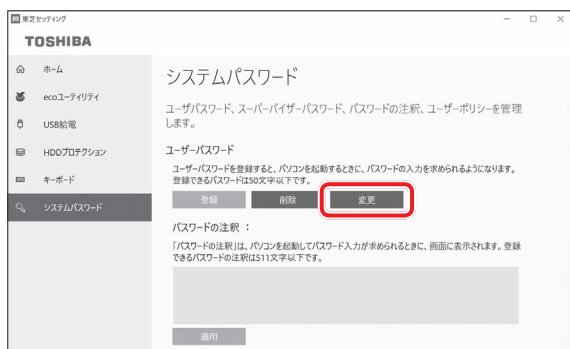 東芝セッティング
TOSHIBA
ホーム
ecoユーティリティ
USB給電
HDDプロテクション
キーボード
システムパスワード
システムパスワード
ユーザパスワード、スーパーバイザーパスワード、パスワードの注釈、ユーザーポリシーを管理
します。
ユーザーパスワード
ユーザーパスワードを登録すると、パソコンを起動するときに、パスワードの入力を求められるようになります。
登録できるパスワードは50文字以下です。
登録 削除 変更
パスワードの注釈 :
「パスワードの注釈」は、パソコンを起動してパスワード入力が求められるときに、画面に表示されます。登録
できるパスワードの注釈は511文字以下です。
適用